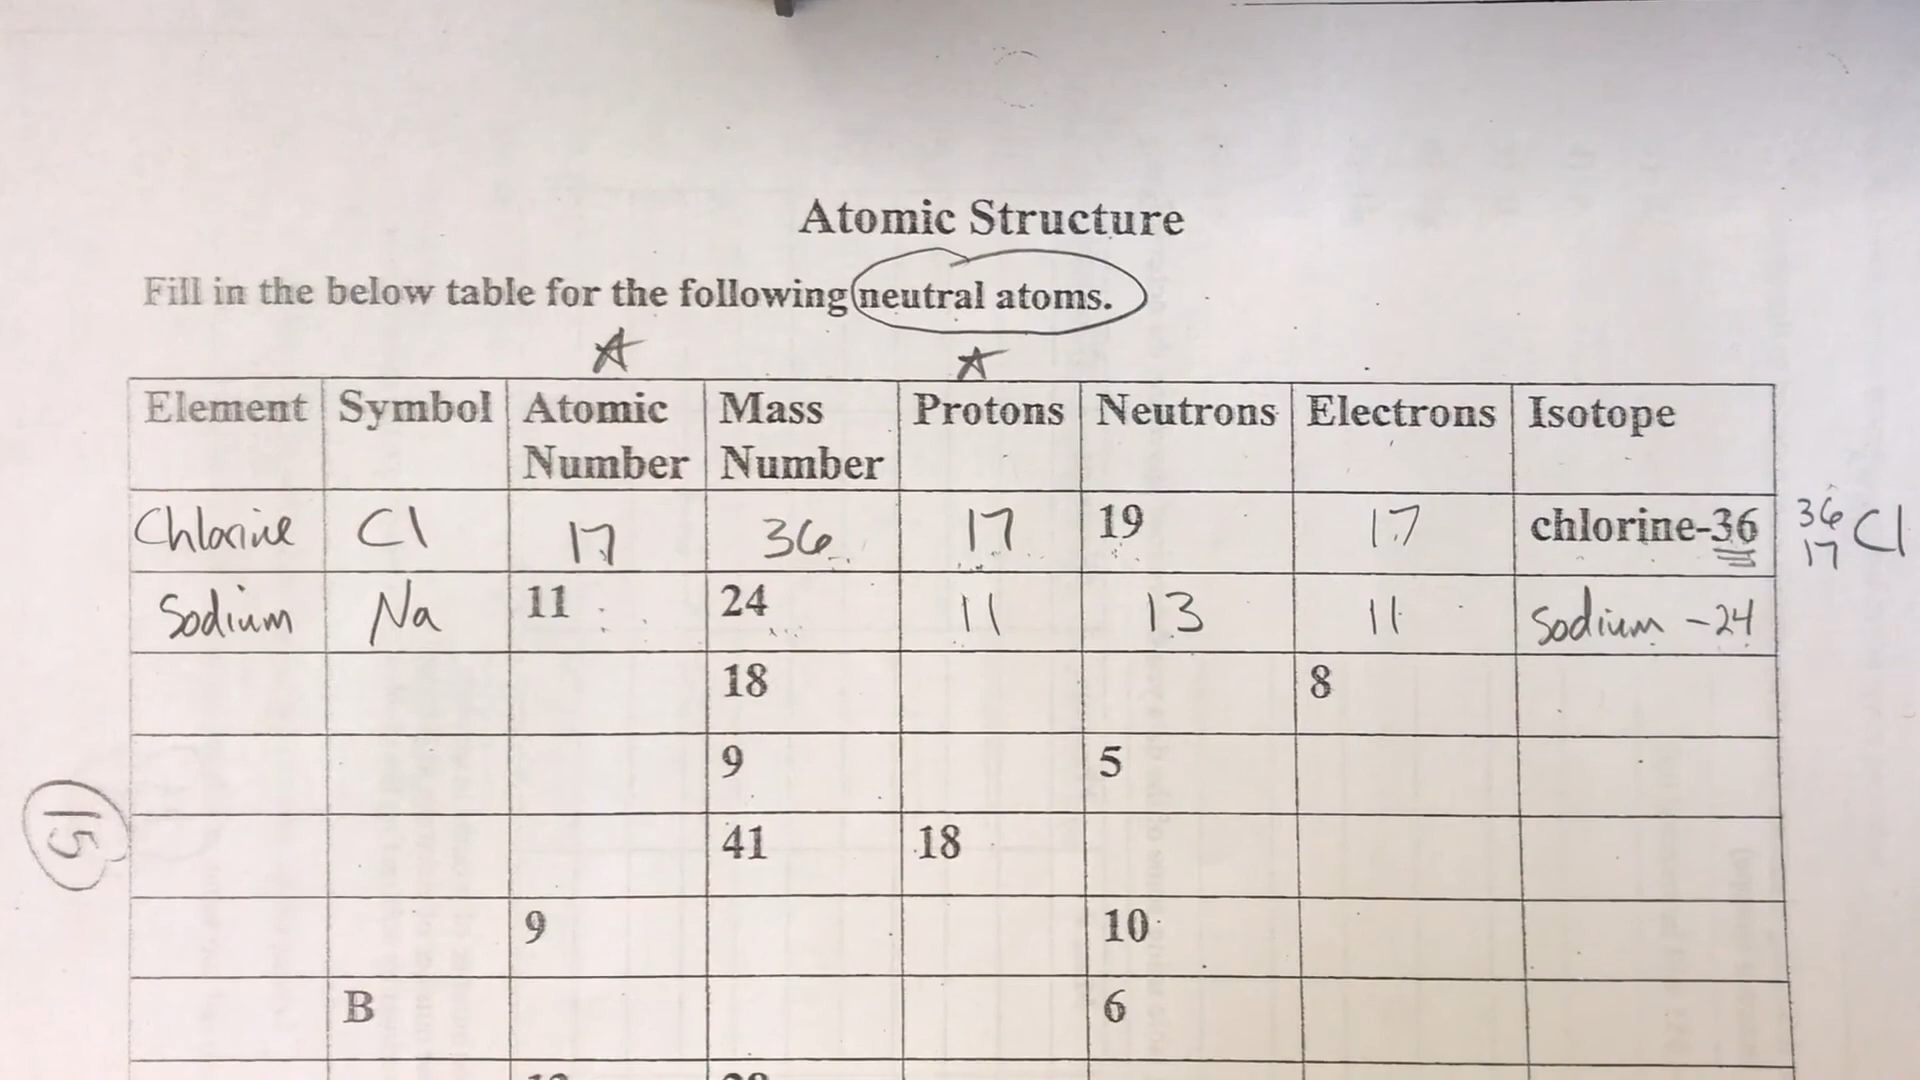 Atomic Structure
Fill in the below table for the following neutral atoms.
Element Symbol Atomic Number Mass Number Protons Neutrons Electrons Isotope
Chlorine Cl 17 36 17 19 17 chlorine-36 36 17 Cl
Sodium Na 11 24 11 13 11 Sodium -24
18 8
9 5
15
41 18
9 10
B 6